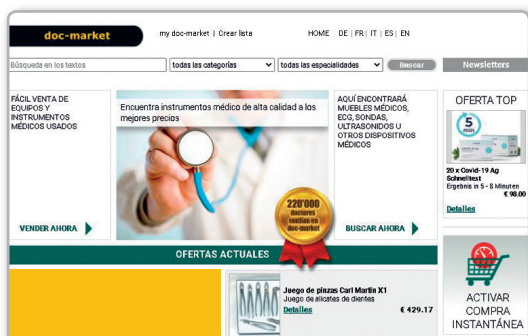 doc-market
my doc-market | Crear lista
HOME DE | FR | IT | ES | EN
Búsqueda en los textos
todas las categorías
todas las especialidades
Buscar
Newsletters
FÁCIL VENTA DE
EQUIPOS Y
INSTRUMENTOS
MÉDICOS USADOS
VENDER AHORA
Encuentra instrumentos médico de alta calidad a los
mejores precios
220'000
doctores
confían en
doc-market
AQUÍ ENCONTRARÁ
MUEBLES MÉDICOS,
ECG, SONDAS,
ULTRASONIDOS U
OTROS DISPOSITIVOS
MÉDICOS
BUSCAR AHORA
OFERTA TOP
5
min
20 x Covid-19 Ag
Schnelltest
Ergebnis in 5 - 8 Minuten
€ 98.00
Detalles
OFERTAS ACTUALES
Juego de pinzas Carl Martin X1
Juego de alicates de dientes
Detalles
€ 429.17
ACTIVAR
COMPRA
INSTANTÁNEA